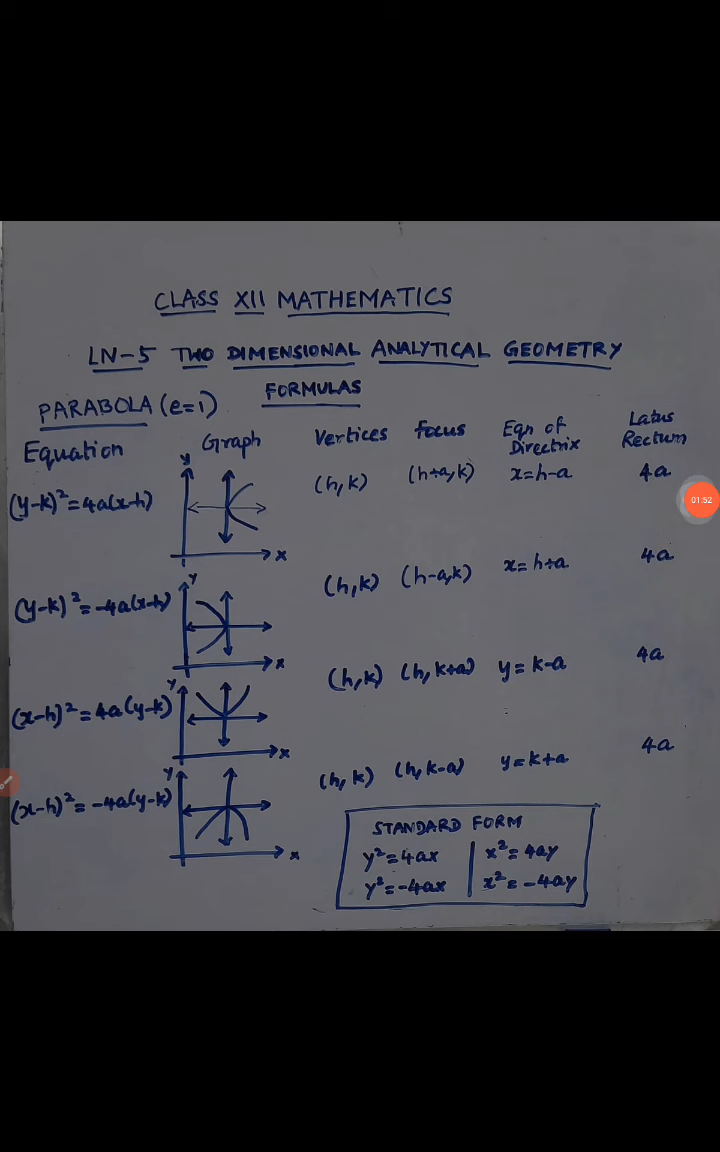 CLASS XII MATHEMATICS
LN-5 TWO DIMENSIONAL ANALYTICAL GEOMETRY
FORMULAS
PARABOLA (e=1)
Equation Graph Vertices focus Eqn of Directrix Latus Rectum
(y-k)²=4a(x-h) y x (h,k) (h+a,k) x=h-a 4a
01:52
(y-k)²=-4a(x-h) y x (h,k) (h-a,k) x=h+a 4a
(x-h)²=4a(y-k) y x (h,k) (h,k+a) y=k-a 4a
(x-h)²=-4a(y-k) y x (h,k) (h,k-a) y=k+a 4a
STANDARD FORM
y²=4ax | x²=4ay
y²=-4ax | x²=-4ay